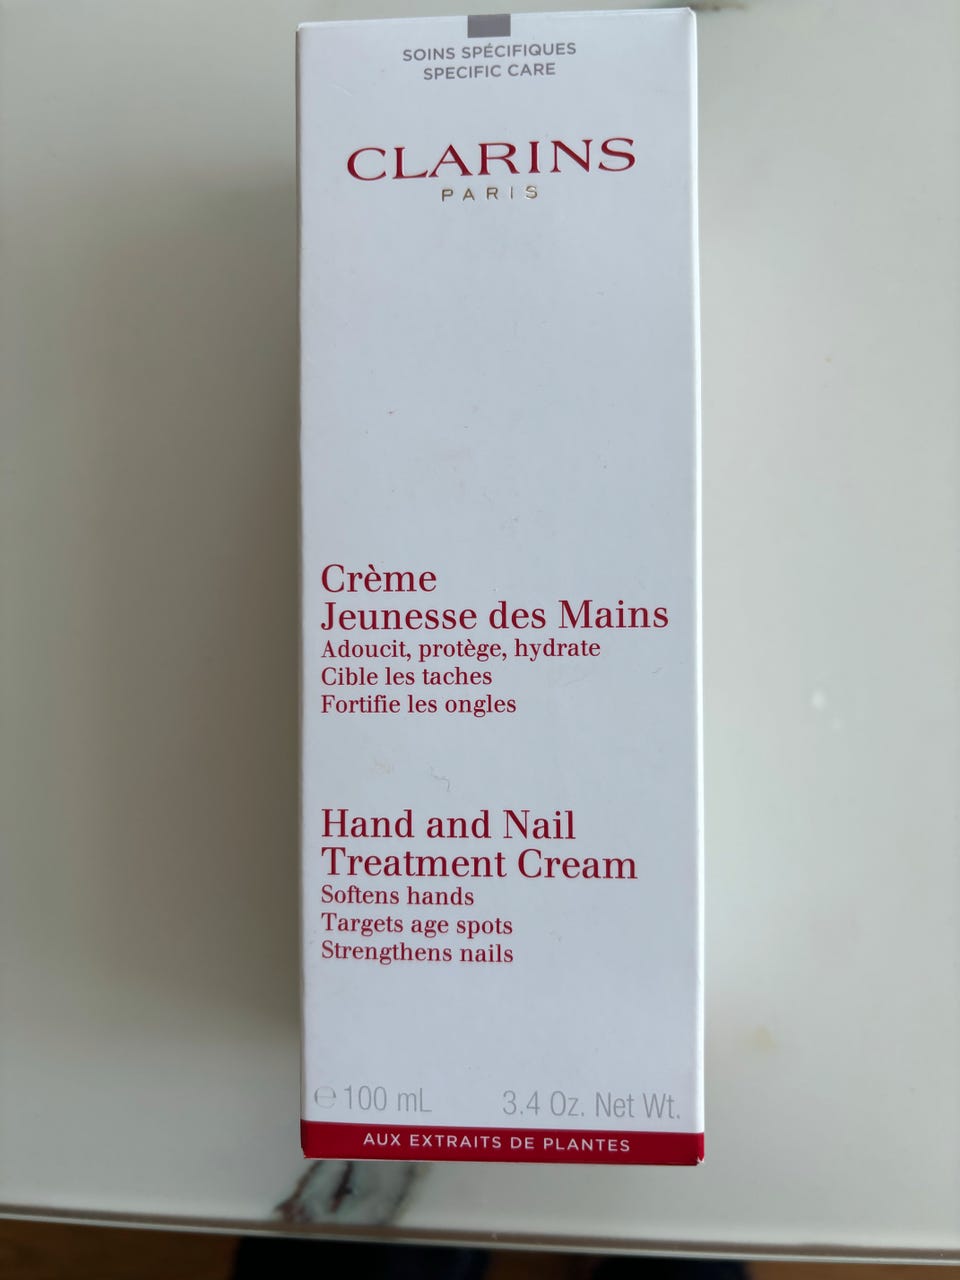 SOINS SPÉCIFIQUES
SPECIFIC CARE
CLARINS
PARIS
Crème
Jeunesse des Mains
Adoucit, protège, hydrate
Cible les taches
Fortifie les ongles
Hand and Nail
Treatment Cream
Softens hands
Targets age spots
Strengthens nails
℮ 100 mL 3.4 Oz. Net Wt.
AUX EXTRAITS DE PLANTES